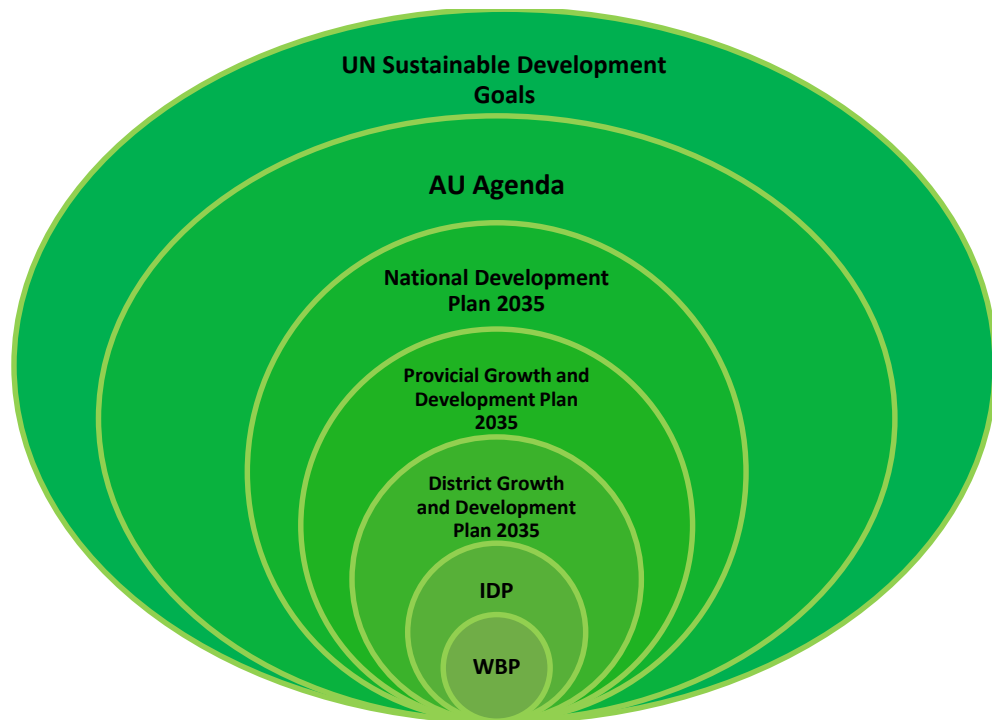 UN Sustainable Development
Goals
AU Agenda
National Development
Plan 2035
Provicial Growth and
Development Plan
2035
District Growth
and Development
Plan 2035
IDP
WBP